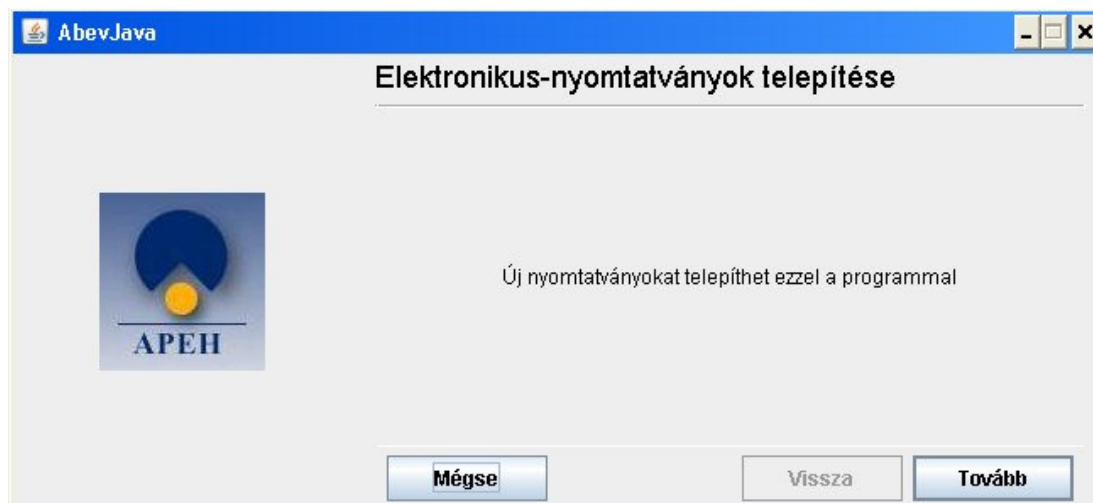 AbevJava
Elektronikus-nyomtatványok telepítése
Új nyomtatványokat telepíthet ezzel a programmal
APEH
Mégse
Vissza
Tovább